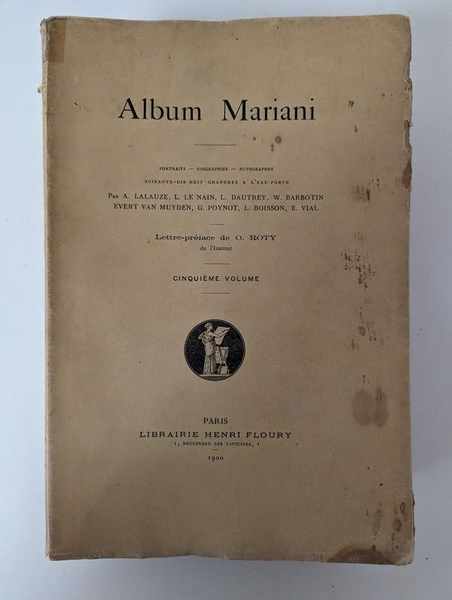 Album Mariani
PORTRAITS — BIOGRAPHIES — AUTOGRAPHES
SOIXANTE-DIX-HUIT GRAVURES A L'EAU-FORTE
Par A. LALAUZE, L. LE NAIN, L. DAUTREY, W. BARBOTIN
EVERT VAN MUYDEN, G. POYNOT, L. BOISSON, E. VIAL
Lettre-préface de O. ROTY
de l'Institut
CINQUIÈME VOLUME
PARIS
LIBRAIRIE HENRI FLOURY
1, BOULEVARD DES CAPUCINES, 1
1900